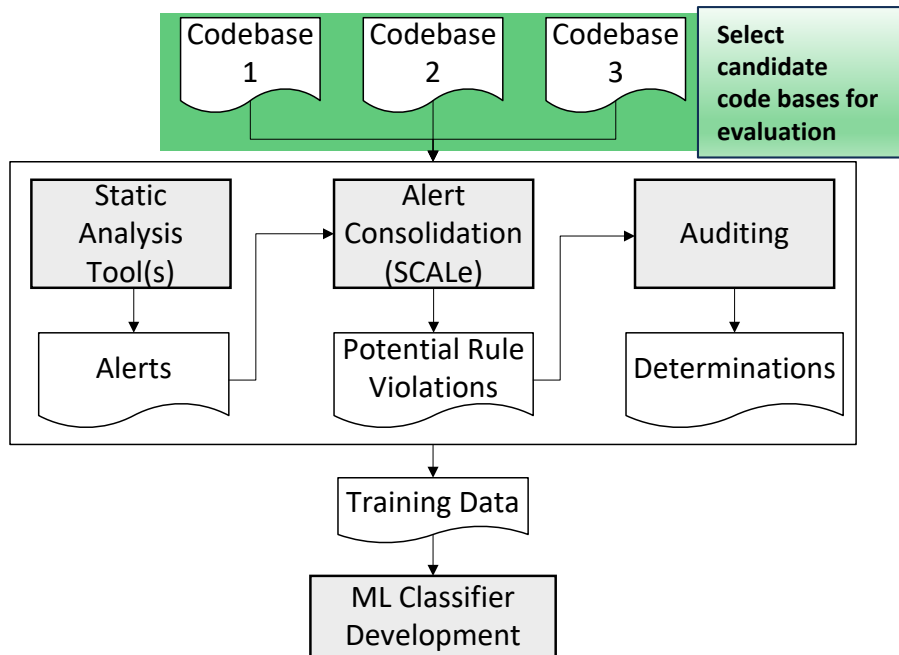 Codebase
1
Codebase
2
Codebase
3
Select
candidate
code bases for
evaluation
Static
Analysis
Tool(s)
Alert
Consolidation
(SCALe)
Auditing
Alerts
Potential Rule
Violations
Determinations
Training Data
ML Classifier
Development